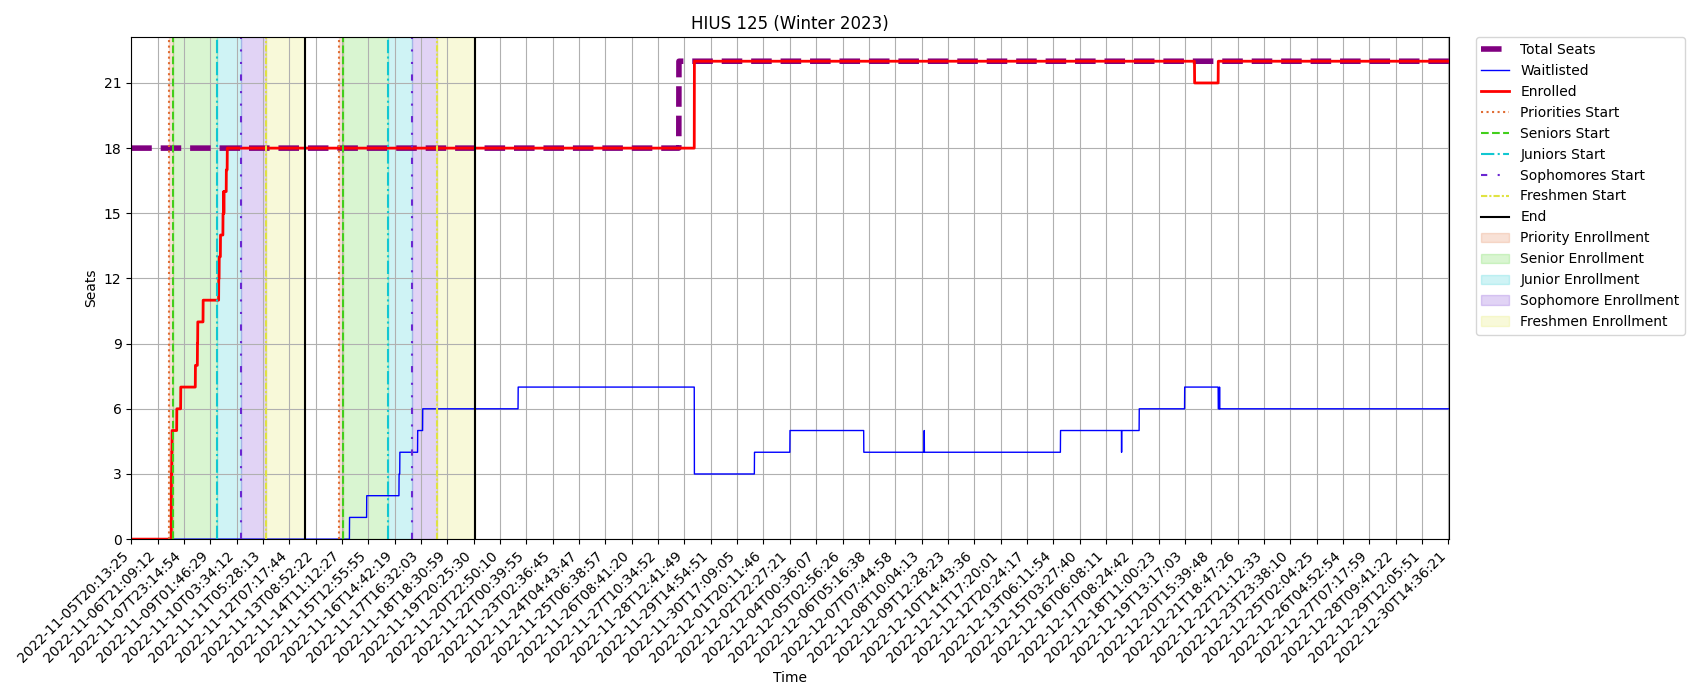 HIUS 125 (Winter 2023)
Seats
21
18
15
12
9
6
3
0
2022-11-05T20:13:25
2022-11-06T21:09:12
2022-11-07T23:14:54
2022-11-09T01:46:29
2022-11-10T03:34:12
2022-11-11T05:28:13
2022-11-12T07:17:44
2022-11-13T08:52:22
2022-11-14T11:12:27
2022-11-15T12:55:55
2022-11-16T14:42:19
2022-11-17T16:32:03
2022-11-18T18:30:59
2022-11-19T20:25:30
2022-11-20T22:50:10
2022-11-22T00:39:55
2022-11-23T02:36:45
2022-11-24T04:43:47
2022-11-25T06:38:57
2022-11-26T08:41:20
2022-11-27T10:34:52
2022-11-28T12:41:49
2022-11-29T14:54:51
2022-11-30T17:09:05
2022-12-01T20:11:46
2022-12-02T22:27:21
2022-12-04T00:36:07
2022-12-05T02:56:26
2022-12-06T05:16:38
2022-12-07T07:44:58
2022-12-08T10:04:13
2022-12-09T12:28:23
2022-12-10T14:43:36
2022-12-11T17:20:01
2022-12-12T20:24:17
2022-12-13T06:11:54
2022-12-15T03:27:40
2022-12-16T06:08:11
2022-12-17T08:24:42
2022-12-18T11:00:23
2022-12-19T13:17:03
2022-12-20T15:39:48
2022-12-21T18:47:26
2022-12-22T21:12:33
2022-12-23T23:38:10
2022-12-25T02:04:25
2022-12-26T04:52:54
2022-12-27T07:17:59
2022-12-28T09:41:22
2022-12-29T12:05:51
2022-12-30T14:36:21
Time
Total Seats
Waitlisted
Enrolled
Priorities Start
Seniors Start
Juniors Start
Sophomores Start
Freshmen Start
End
Priority Enrollment
Senior Enrollment
Junior Enrollment
Sophomore Enrollment
Freshmen Enrollment